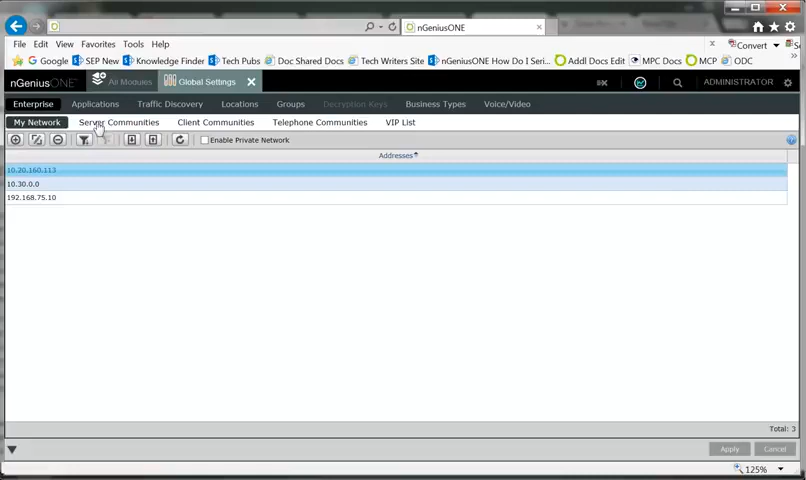 nGeniusONE
File Edit View Favorites Tools Help
Convert
Google SEP New Knowledge Finder Tech Pubs Doc Shared Docs Tech Writers Site nGeniusONE How Do I Seri... Addl Docs Edit MPC Docs MCP ODC
nGeniusONE All Modules Global Settings ADMINISTRATOR
Enterprise Applications Traffic Discovery Locations Groups Decryption Keys Business Types Voice/Video
My Network Server Communities Client Communities Telephone Communities VIP List
Enable Private Network
Addresses
10.20.160.113
10.30.0.0
192.168.75.10
Total: 3
Apply Cancel
125%